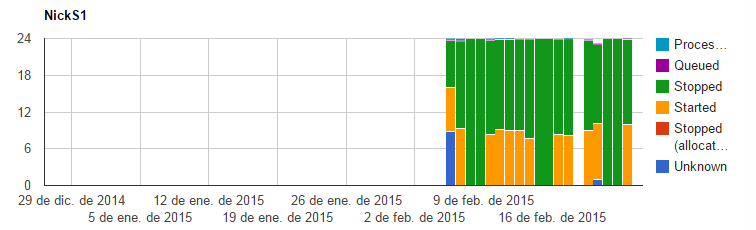 NickS1
24
18
12
6
0
Proces…
Queued
Stopped
Started
Stopped
(allocat…
Unknown
29 de dic. de 2014
12 de ene. de 2015
26 de ene. de 2015
9 de feb. de 2015
5 de ene. de 2015
19 de ene. de 2015
2 de feb. de 2015
16 de feb. de 2015